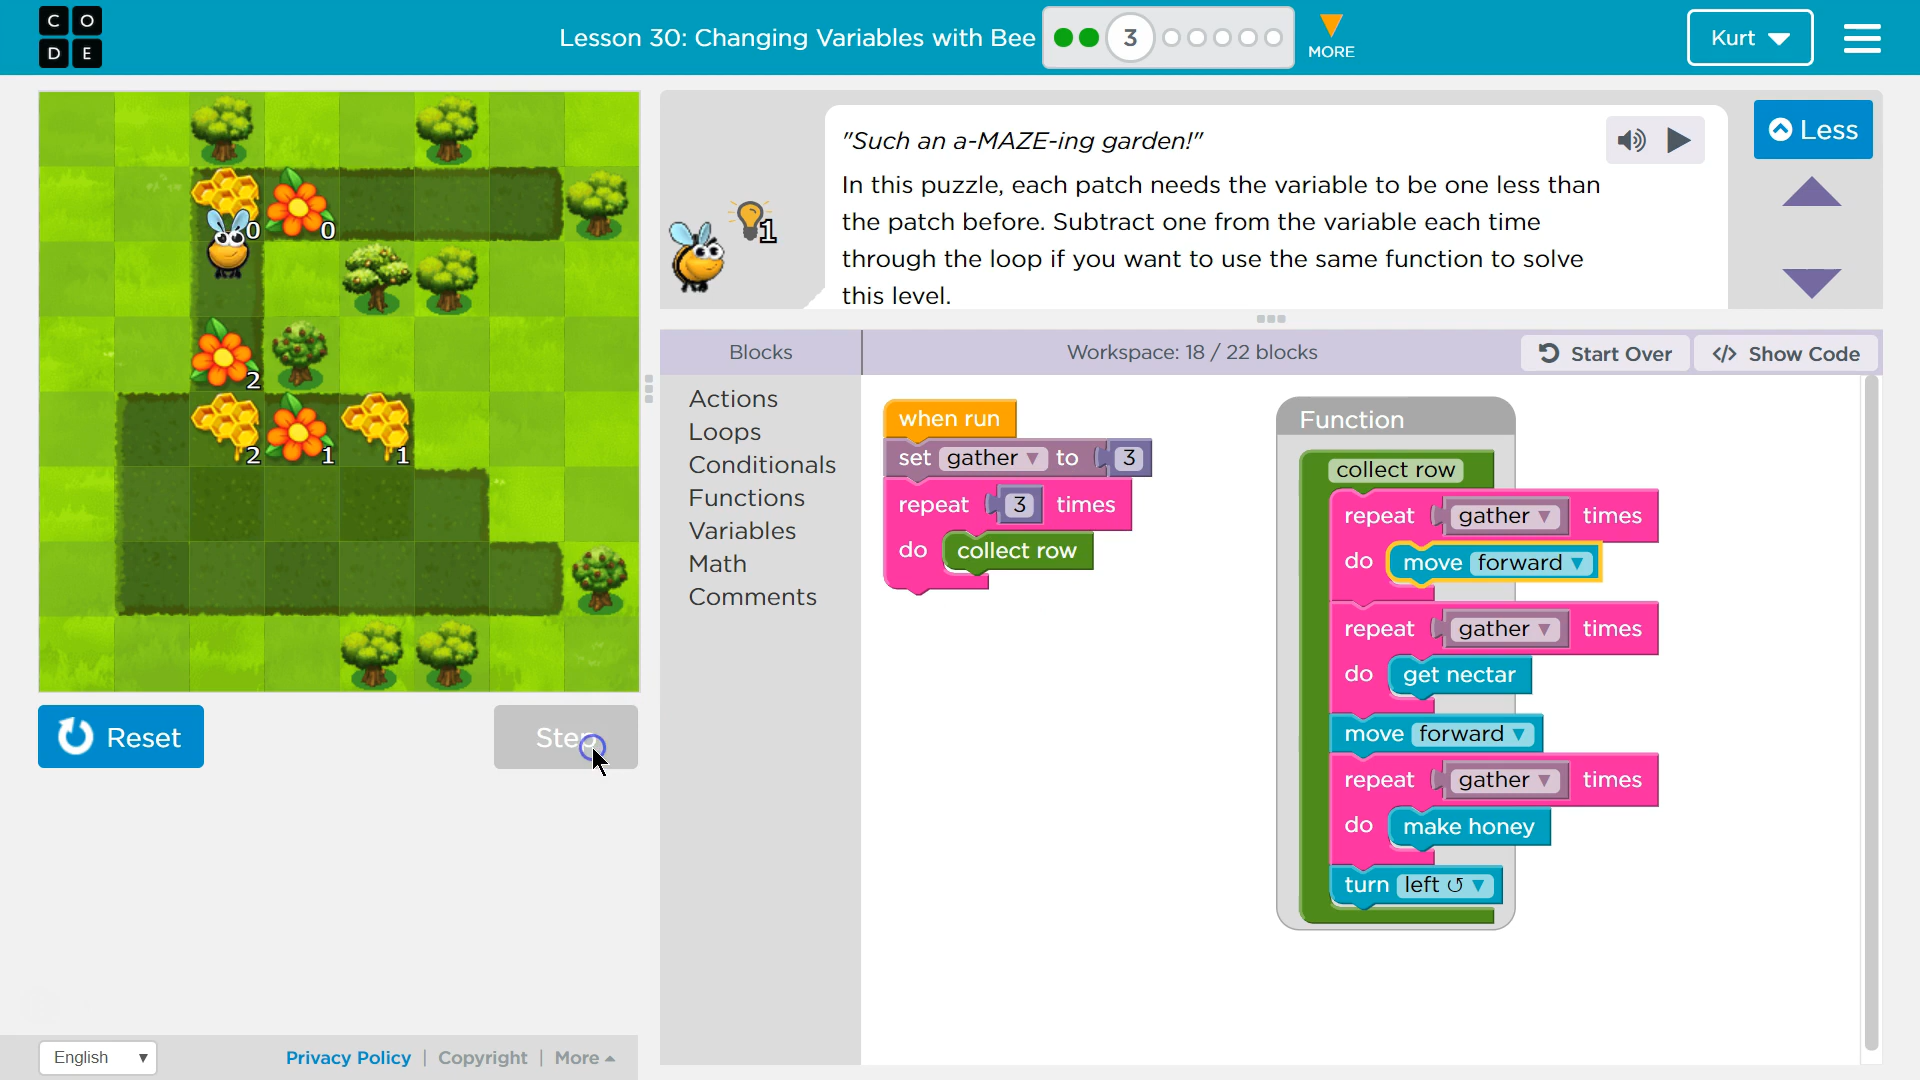 C O
D E
Lesson 30: Changing Variables with Bee
3
MORE
Kurt
"Such an a-MAZE-ing garden!"
In this puzzle, each patch needs the variable to be one less than
the patch before. Subtract one from the variable each time
through the loop if you want to use the same function to solve
this level.
1
Less
0
0
2
2
1
1
Reset
Step
Blocks
Workspace: 18 / 22 blocks
Start Over
</> Show Code
Actions
Loops
Conditionals
Functions
Variables
Math
Comments
when run
set gather ▼ to 3
repeat 3 times
do collect row
Function
collect row
repeat gather ▼ times
do move forward ▼
repeat gather ▼ times
do get nectar
move forward ▼
repeat gather ▼ times
do make honey
turn left ↺ ▼
English ▼
Privacy Policy | Copyright | More